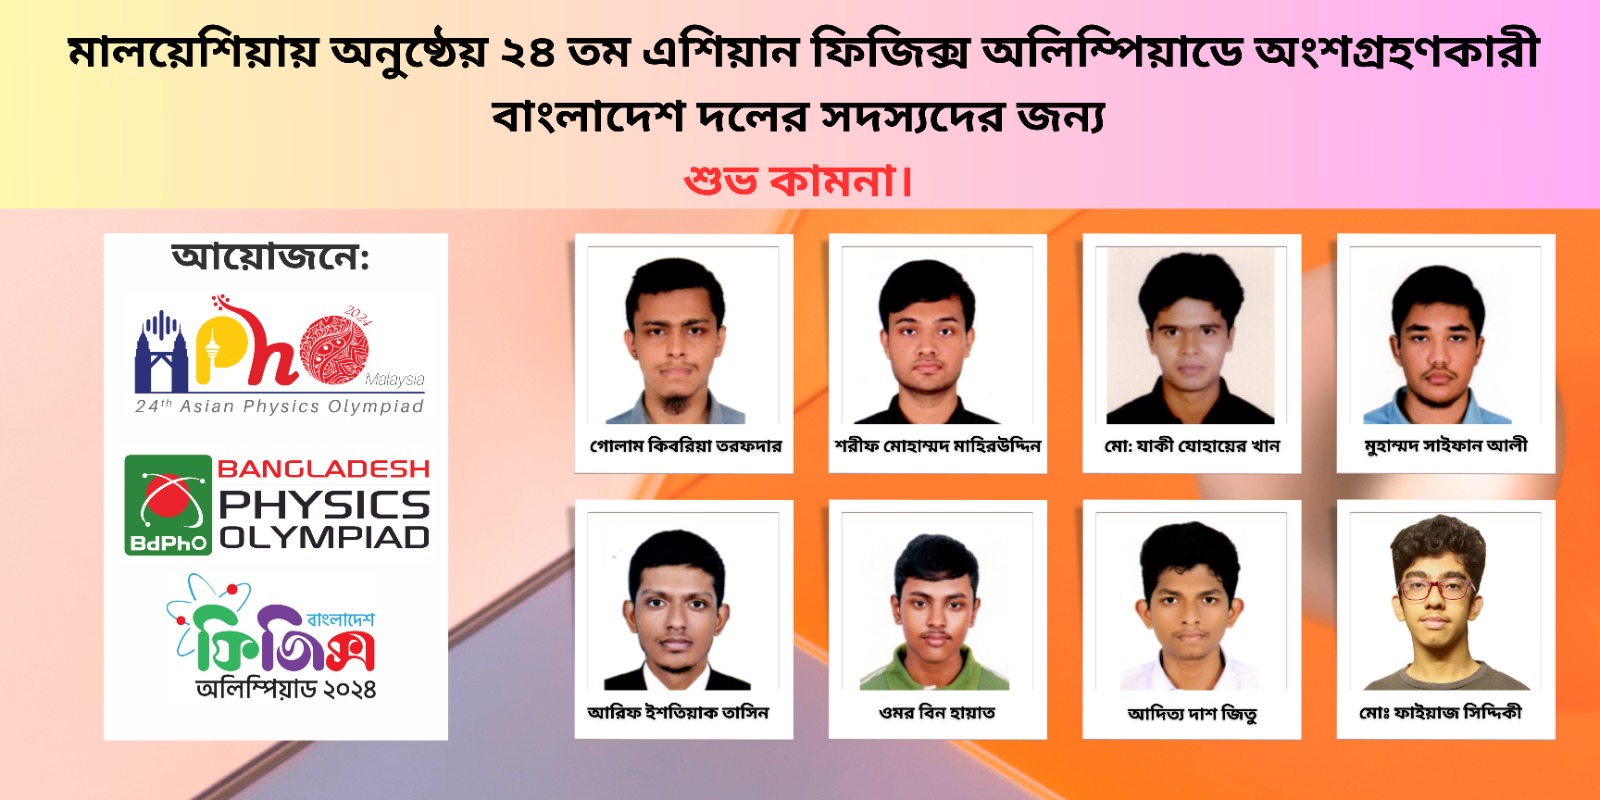 মালয়েশিয়ায় অনুষ্ঠেয় ২৪ তম এশিয়ান ফিজিক্স অলিম্পিয়াডে অংশগ্রহণকারী
বাংলাদেশ দলের সদস্যদের জন্য
শুভ কামনা।
আয়োজনে:
APhO 2024
Malaysia
24th Asian Physics Olympiad
BdPhO
BANGLADESH
PHYSICS
OLYMPIAD
বাংলাদেশ
ফিজিক্স
অলিম্পিয়াড ২০২৪
গোলাম কিবরিয়া তরফদার
শরীফ মোহাম্মদ মাহিরউদ্দিন
মো: যাকী যোহায়ের খান
মুহাম্মদ সাইফান আলী
আরিফ ইশতিয়াক তাসিন
ওমর বিন হায়াত
আদিত্য দাশ জিতু
মোঃ ফাইয়াজ সিদ্দিকী